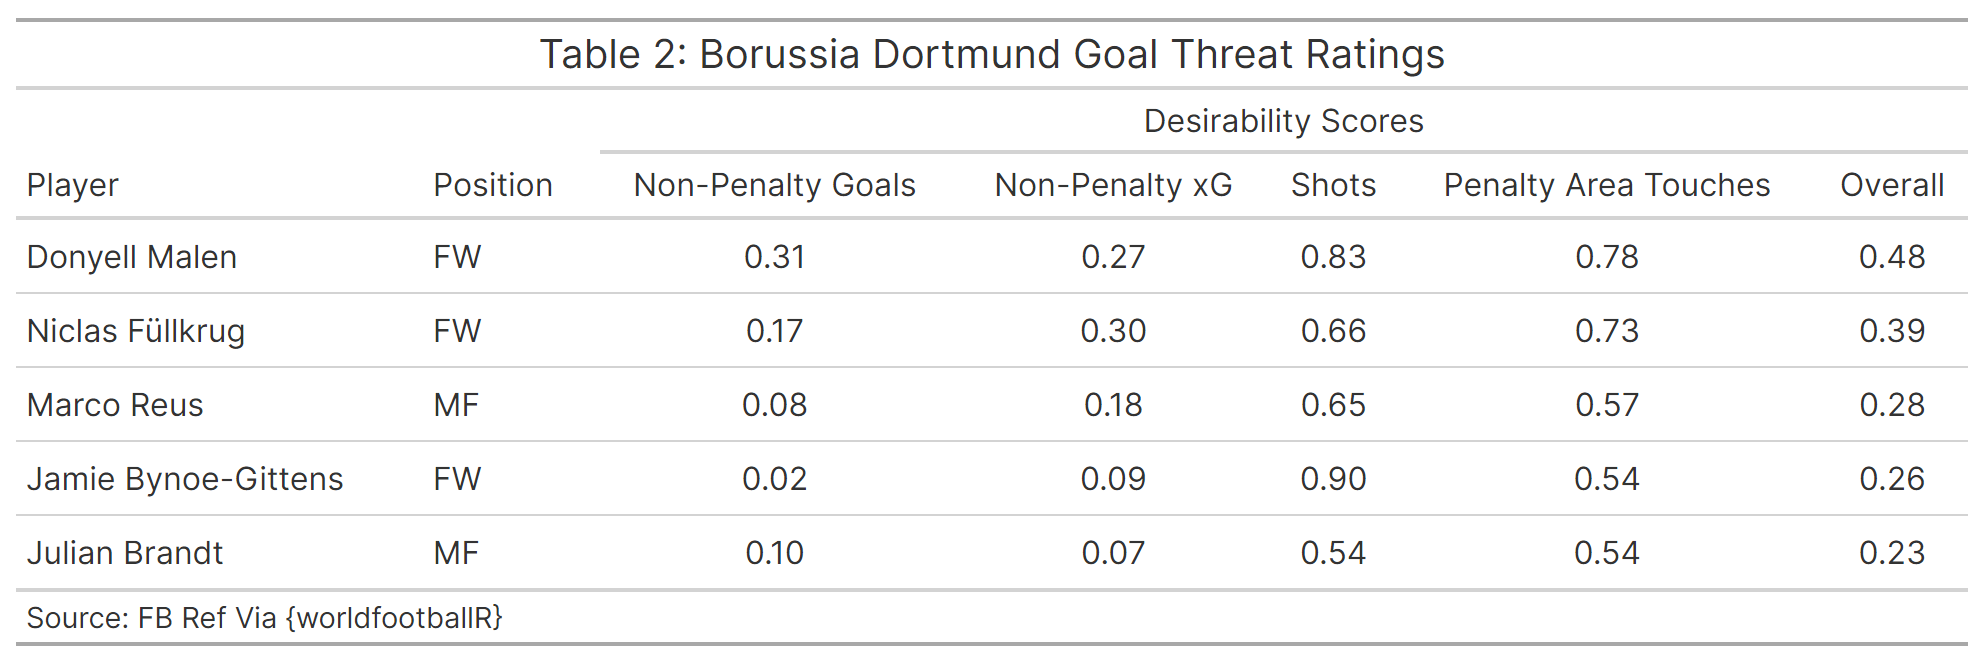 Table 2: Borussia Dortmund Goal Threat Ratings
Desirability Scores
Player Position Non-Penalty Goals Non-Penalty xG Shots Penalty Area Touches Overall
Donyell Malen FW 0.31 0.27 0.83 0.78 0.48
Niclas Füllkrug FW 0.17 0.30 0.66 0.73 0.39
Marco Reus MF 0.08 0.18 0.65 0.57 0.28
Jamie Bynoe-Gittens FW 0.02 0.09 0.90 0.54 0.26
Julian Brandt MF 0.10 0.07 0.54 0.54 0.23
Source: FB Ref Via {worldfootballR}